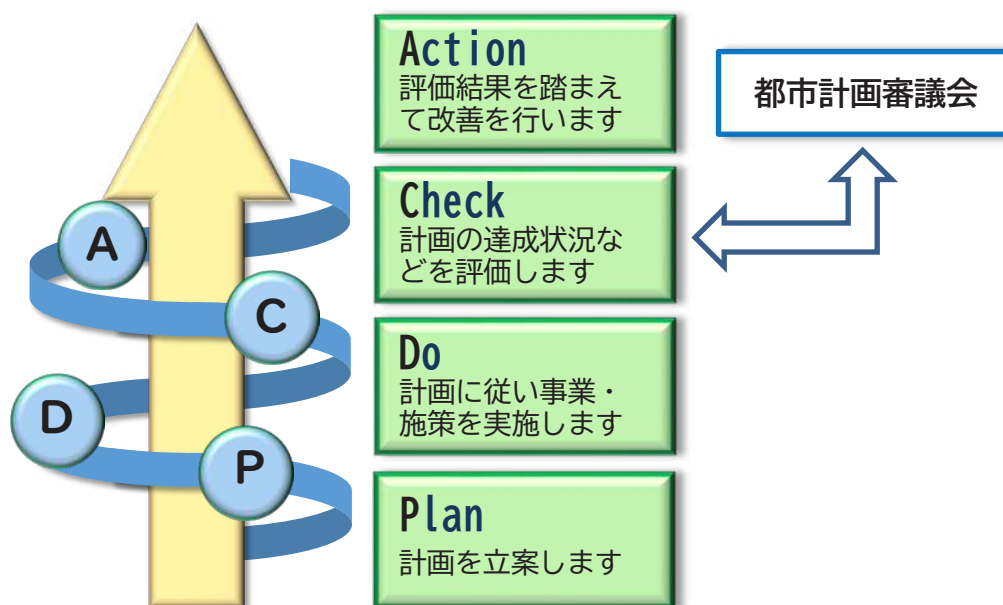 Action
評価結果を踏まえ
て改善を行います
都市計画審議会
Check
計画の達成状況な
どを評価します
A
C
Do
計画に従い事業・
施策を実施します
D
P
Plan
計画を立案します